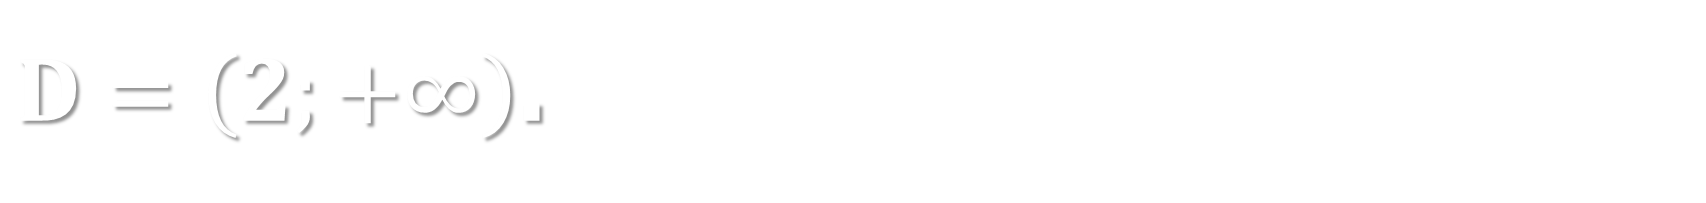 D = (2; +∞).